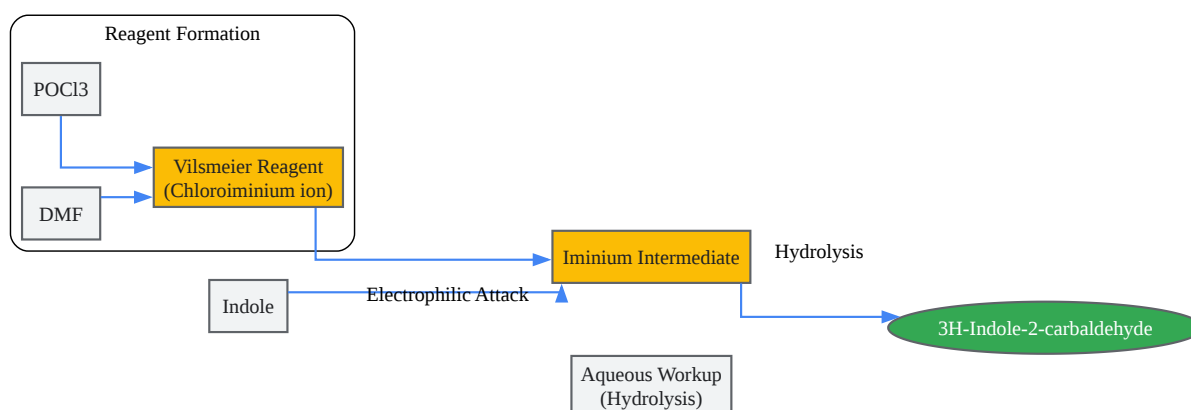 Reagent Formation
POCl3
Vilsmeier Reagent
(Chloroiminium ion)
DMF
Iminium Intermediate
Hydrolysis
Indole
Electrophilic Attack
3H-Indole-2-carbaldehyde
Aqueous Workup
(Hydrolysis)